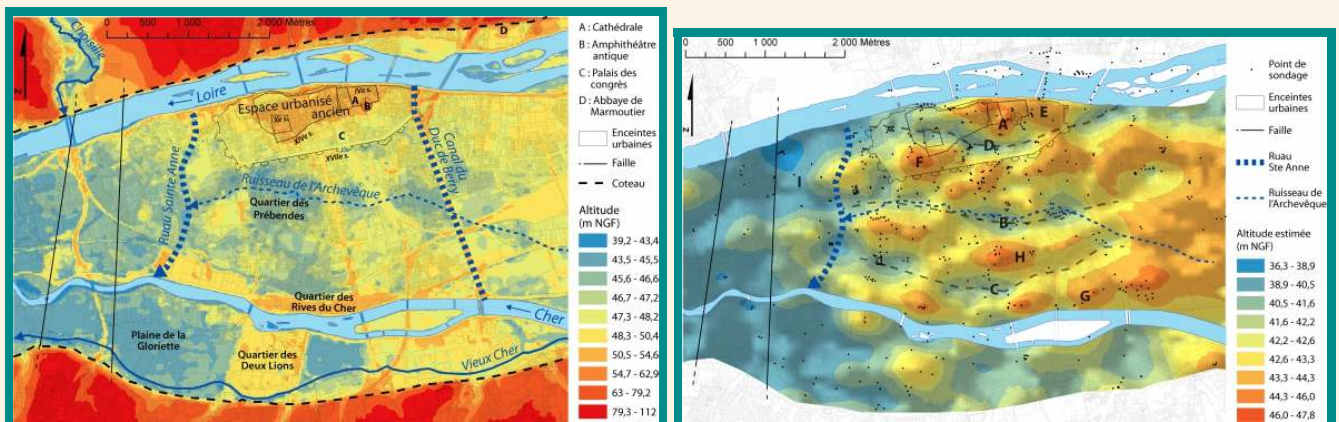 0 500 1 000 2 000 Mètres
Choisille
Loire
Espace urbanisé
ancien
IVe s.
A
B
Xe s.
XIVe s.
C
XVIIe s.
D
Canal du
Duc de Berry
Ruau Sainte Anne
Ruisseau de l'Archevêque
Quartier des
Prébendes
Quartier des
Rives du Cher
Cher
Plaine de la
Gloriette
Quartier des
Deux Lions
Vieux Cher
A : Cathédrale
B : Amphithéâtre
antique
C : Palais des
congrès
D : Abbaye de
Marmoutier
Enceintes
urbaines
Faille
Coteau
Altitude
(m NGF)
39,2 - 43,4
43,5 - 45,5
45,6 - 46,6
46,7 - 47,2
47,3 - 48,2
48,3 - 50,4
50,5 - 54,6
54,7 - 62,9
63 - 79,2
79,3 - 112
0 500 1 000 2 000 Mètres
A
E
D
F
I
B
H
C
G
Point de
sondage
Enceintes
urbaines
Faille
Ruau
Ste Anne
Ruisseau de
l'Archevêque
Altitude estimée
(m NGF)
36,3 - 38,9
38,9 - 40,5
40,5 - 41,6
41,6 - 42,2
42,2 - 42,6
42,6 - 43,3
43,3 - 44,3
44,3 - 46,0
46,0 - 47,8